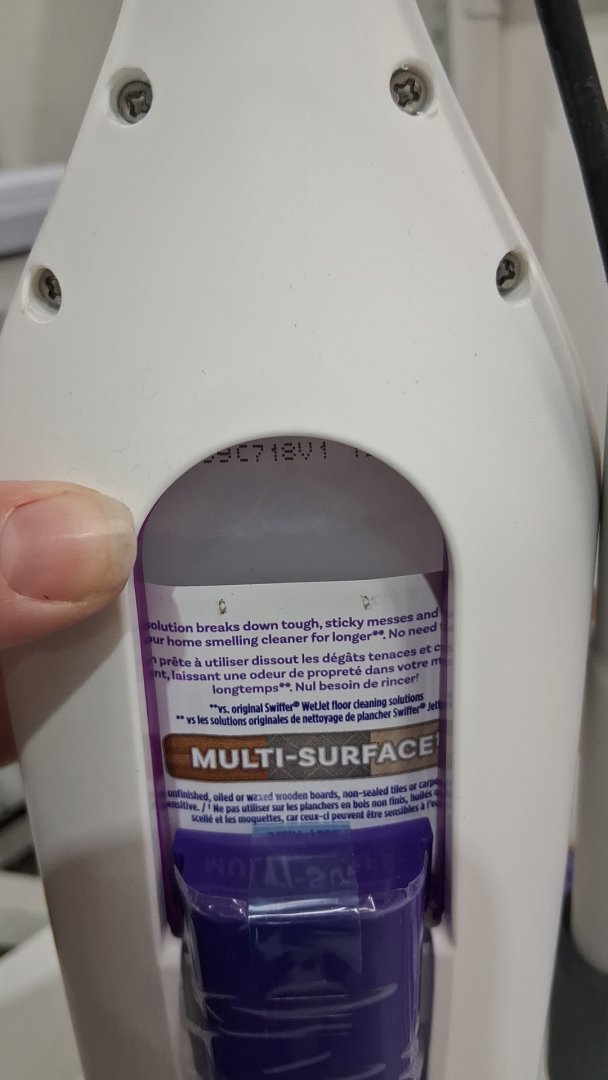 9C718V1
olution breaks down tough, sticky messes and
ur home smelling cleaner for longer**. No need
prête à utiliser dissout les dégâts tenaces et
nt, laissant une odeur de propreté dans votre m
longtemps**. Nul besoin de rincer!
**vs. original Swiffer® WetJet floor cleaning solutions
** vs les solutions originales de nettoyage de plancher Swiffer® Jet
MULTI-SURFACE
unfinished, oiled or waxed wooden boards, non-sealed tiles or carpe
ensitive. / ‡ Ne pas utiliser sur les planchers en bois non finis, huilés
scellé et les moquettes, car ceux-ci peuvent être sensibles à l'e